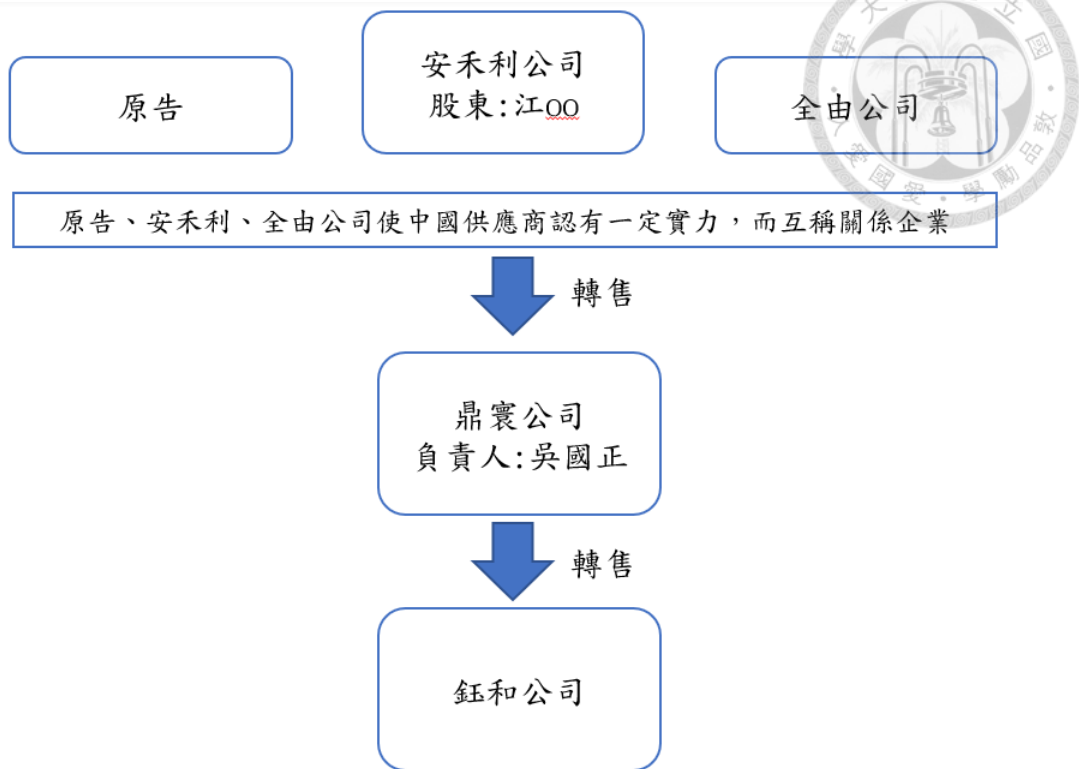 原告
安禾利公司
股東:江oo
全由公司
原告、安禾利、全由公司使中國供應商認有一定實力，而互稱關係企業
轉售
鼎寰公司
負責人:吳國正
轉售
鈺和公司